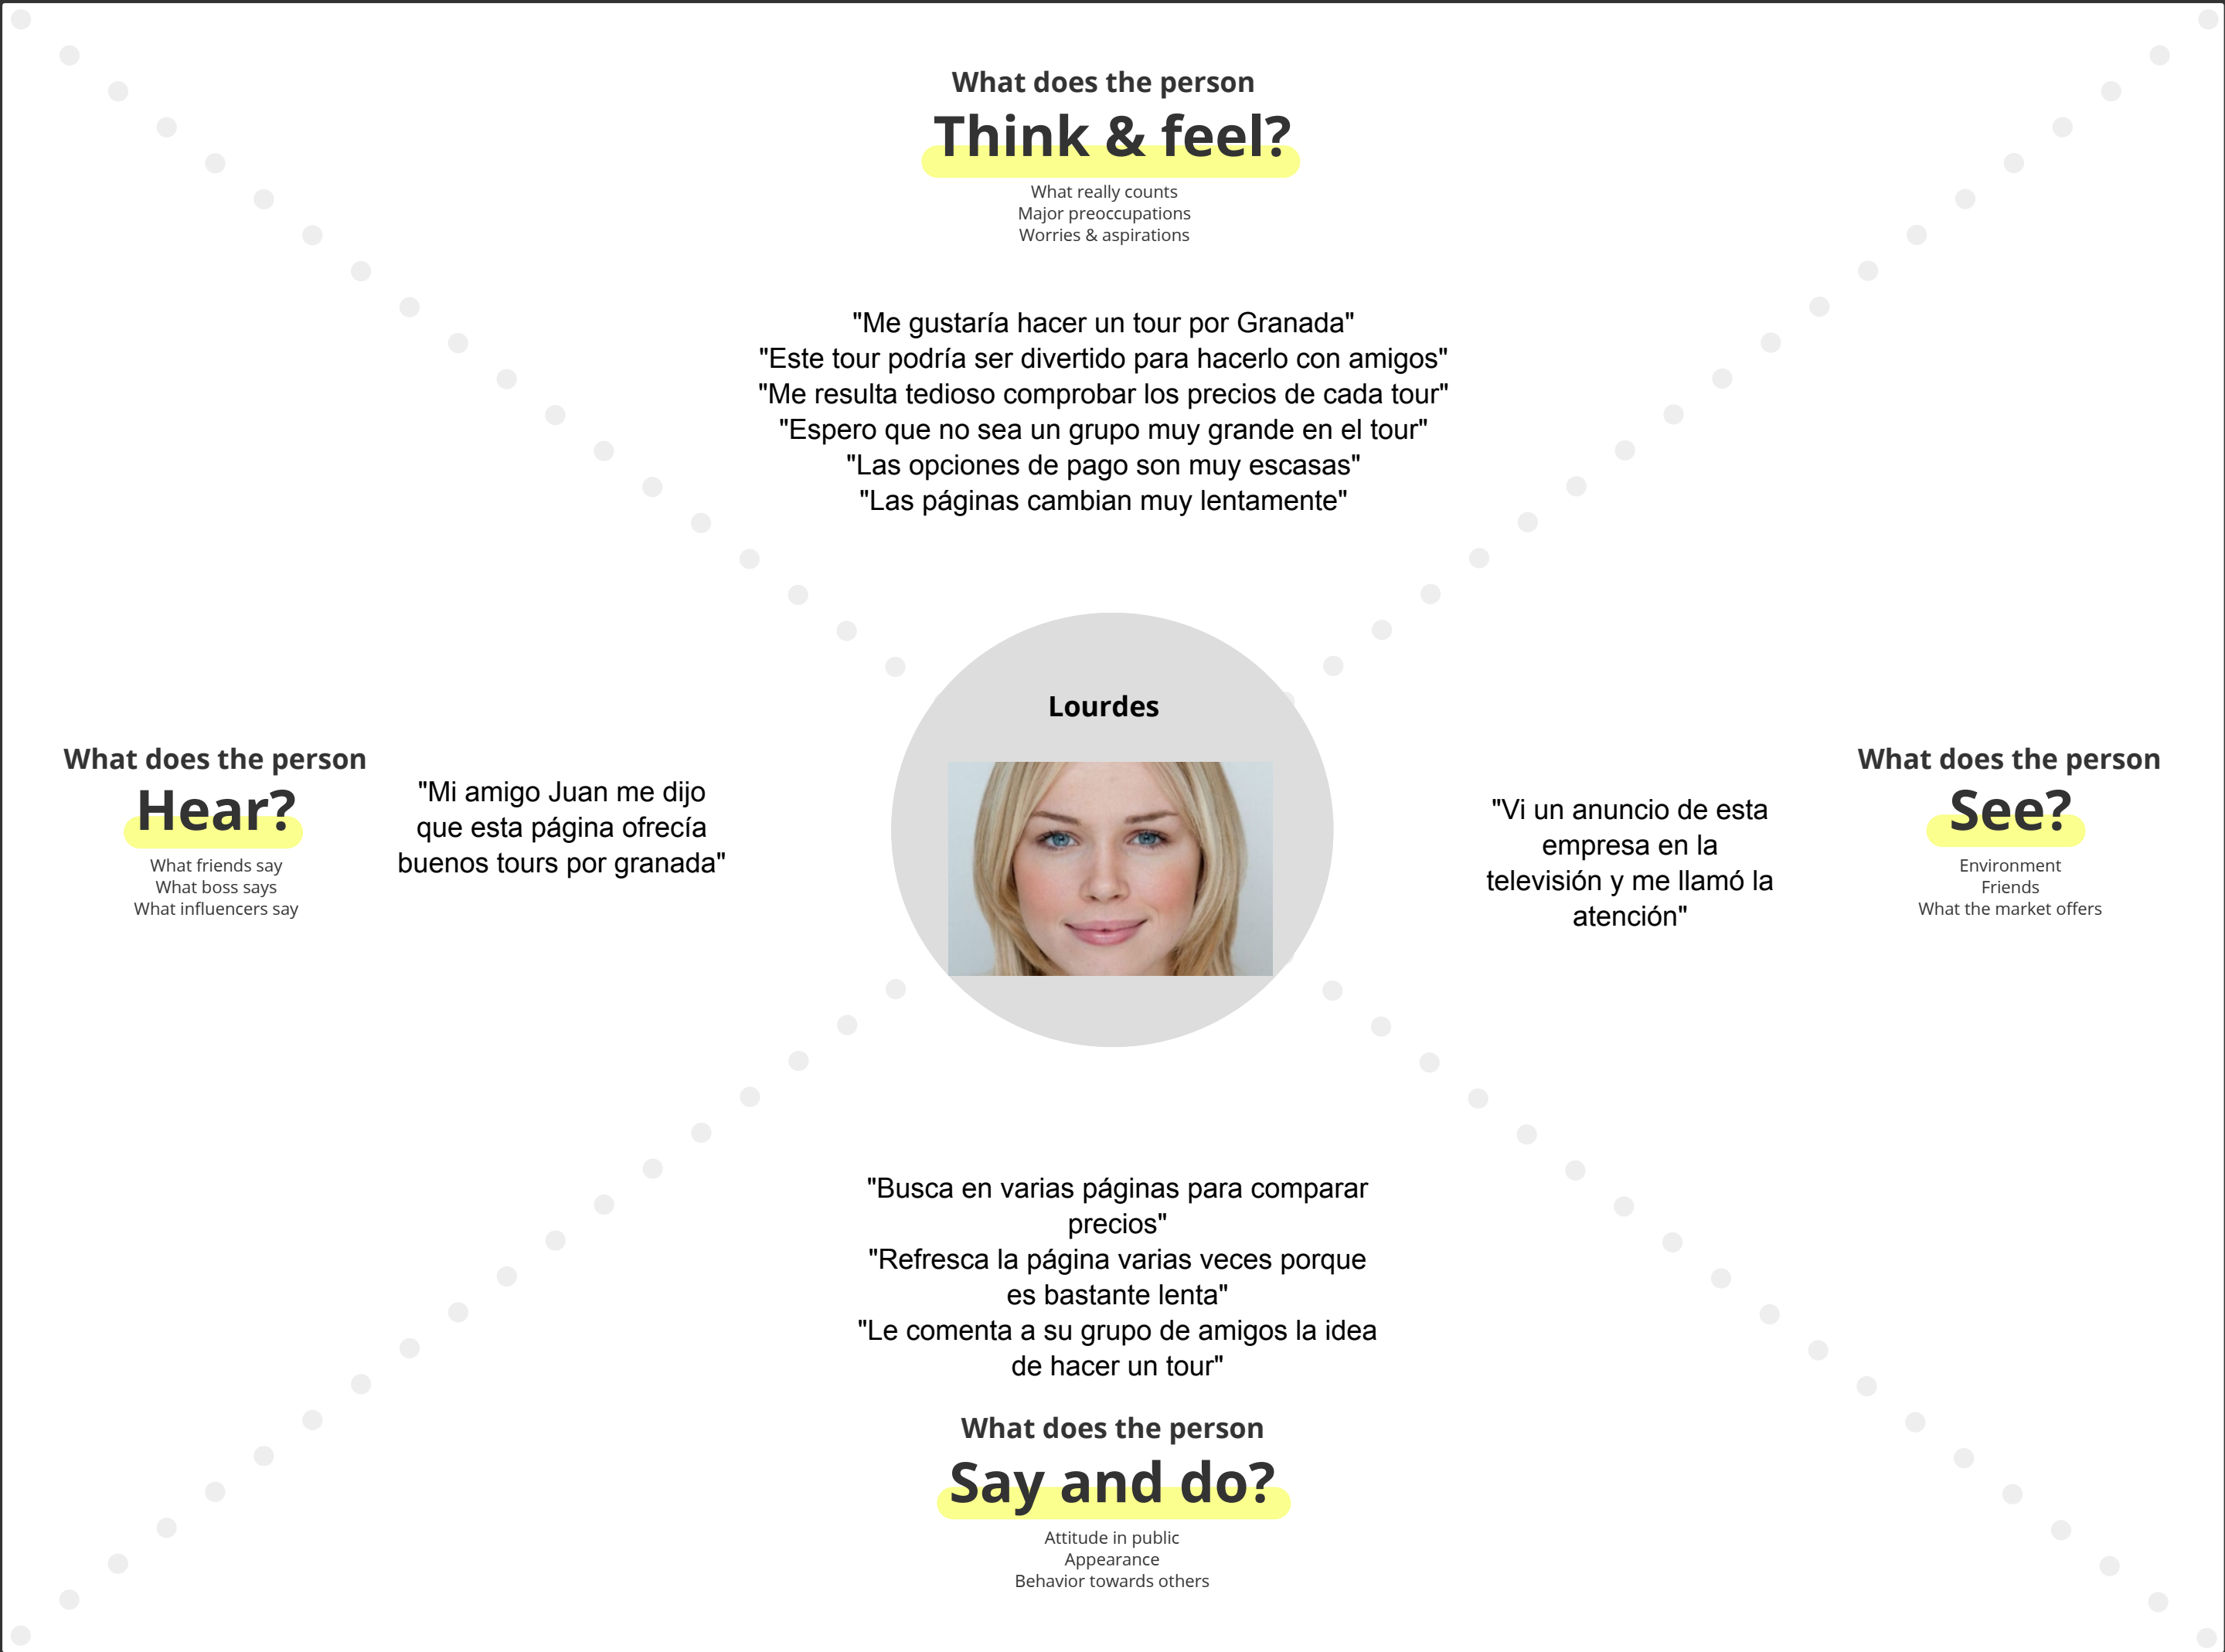 What does the person
Think & feel?
What really counts
Major preoccupations
Worries & aspirations
"Me gustaría hacer un tour por Granada"
"Este tour podría ser divertido para hacerlo con amigos"
"Me resulta tedioso comprobar los precios de cada tour"
"Espero que no sea un grupo muy grande en el tour"
"Las opciones de pago son muy escasas"
"Las páginas cambian muy lentamente"
What does the person
Hear?
What friends say
What boss says
What influencers say
"Mi amigo Juan me dijo
que esta página ofrecía
buenos tours por granada"
Lourdes
"Vi un anuncio de esta
empresa en la
televisión y me llamó la
atención"
What does the person
See?
Environment
Friends
What the market offers
"Busca en varias páginas para comparar
precios"
"Refresca la página varias veces porque
es bastante lenta"
"Le comenta a su grupo de amigos la idea
de hacer un tour"
What does the person
Say and do?
Attitude in public
Appearance
Behavior towards others